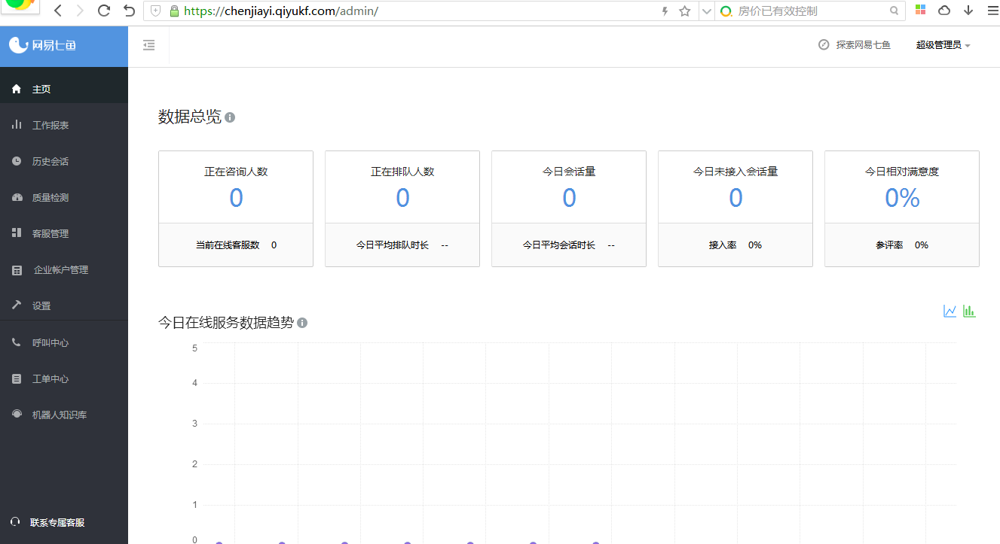 https://chenjiayi.qiyukf.com/admin/
房价已有效控制
网易七鱼
探索网易七鱼
超级管理员
主页
工作报表
历史会话
质量检测
客服管理
企业帐户管理
设置
呼叫中心
工单中心
机器人知识库
联系专属客服
数据总览
正在咨询人数
0
当前在线客服数 0
正在排队人数
0
今日平均排队时长 --
今日会话量
0
今日平均会话时长 --
今日未接入会话量
0
接入率 0%
今日相对满意度
0%
参评率 0%
今日在线服务数据趋势
5
4
3
2
1
0